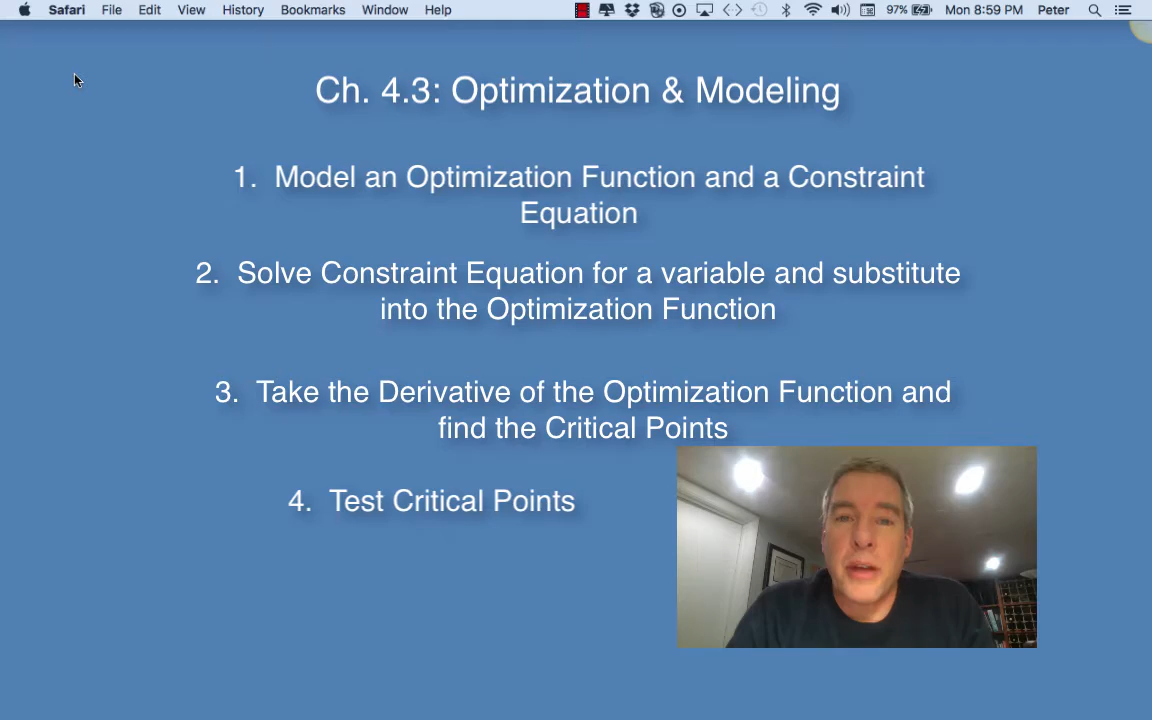 Safari File Edit View History Bookmarks Window Help 97% Mon 8:59 PM Peter
Ch. 4.3: Optimization & Modeling
1. Model an Optimization Function and a Constraint
Equation
2. Solve Constraint Equation for a variable and substitute
into the Optimization Function
3. Take the Derivative of the Optimization Function and
find the Critical Points
4. Test Critical Points